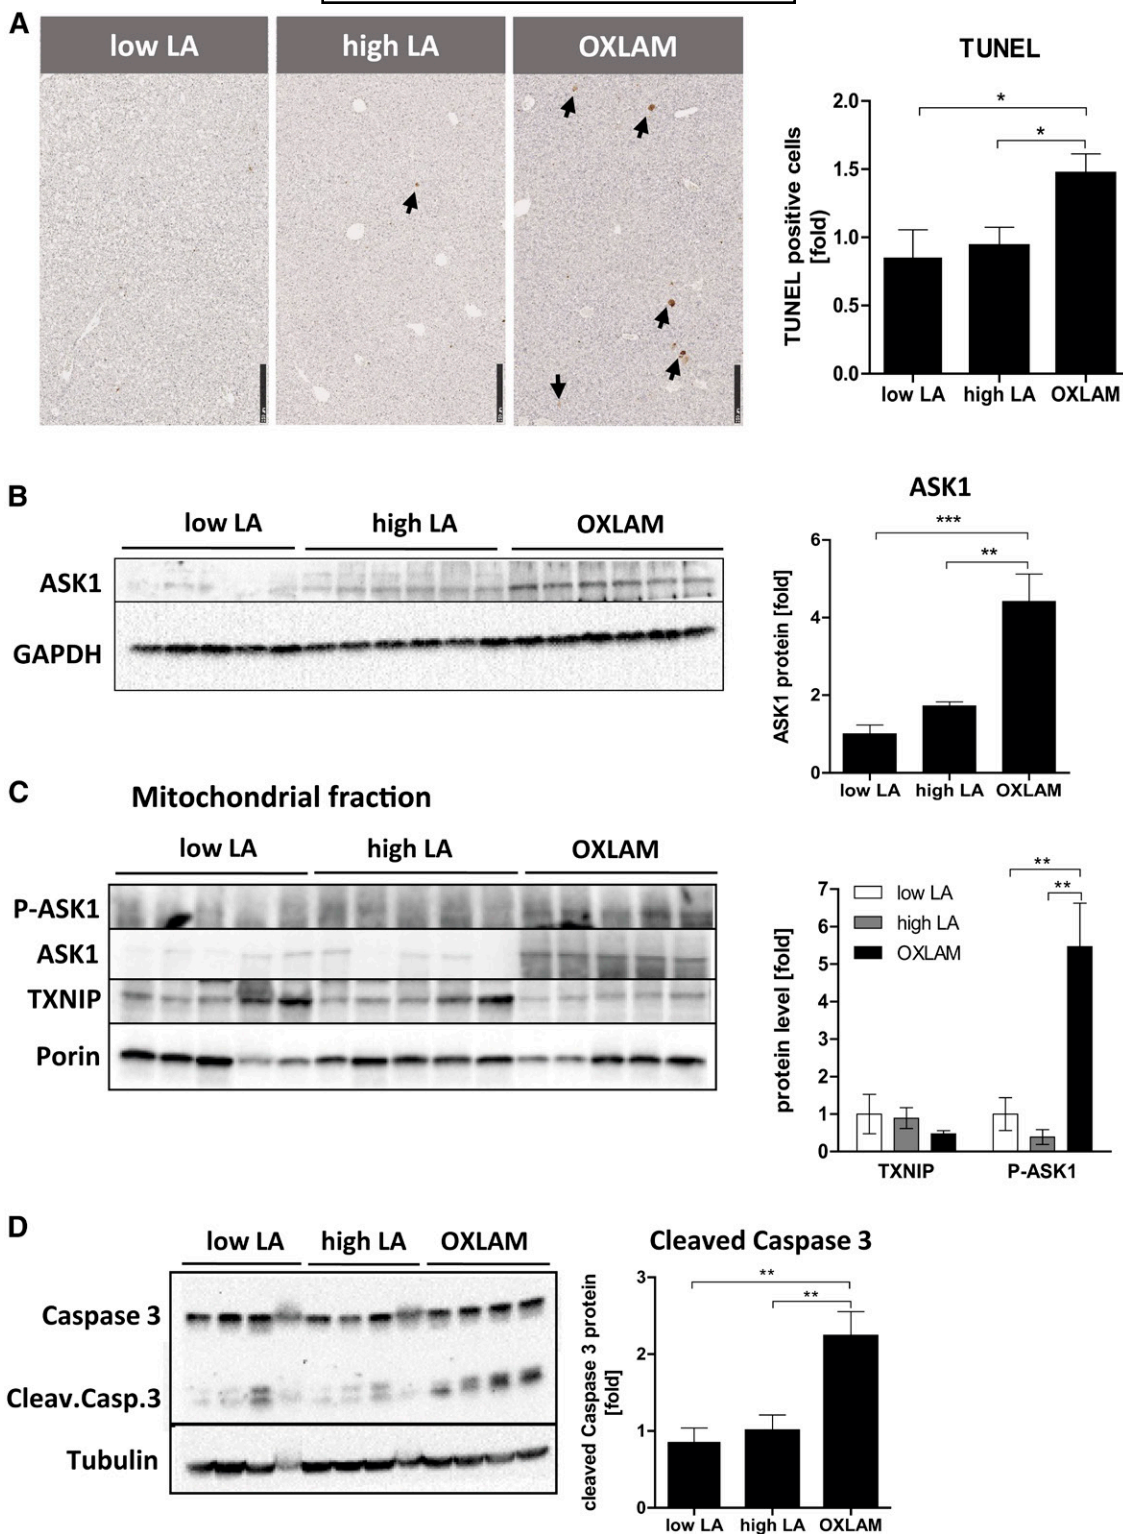 A
low LA high LA OXLAM
TUNEL
TUNEL positive cells
[fold)
2.0
1.5
1.0
0.5
0.0
* 
*
low LA high LA OXLAM
B
low LA high LA OXLAM
ASK1
GAPDH
ASK1
ASK1 protein [fold]
6
4
2
0
***
**
low LA high LA OXLAM
C
Mitochondrial fraction
low LA high LA OXLAM
P-ASK1
ASK1
TXNIP
Porin
protein level [fold]
7
6
5
4
3
2
1
0
low LA
high LA
OXLAM
**
**
TXNIP P-ASK1
D
low LA high LA OXLAM
Caspase 3
Cleav.Casp.3
Tubulin
Cleaved Caspase 3
cleaved Caspase 3 protein
[fold]
3
2
1
0
**
**
low LA high LA OXLAM